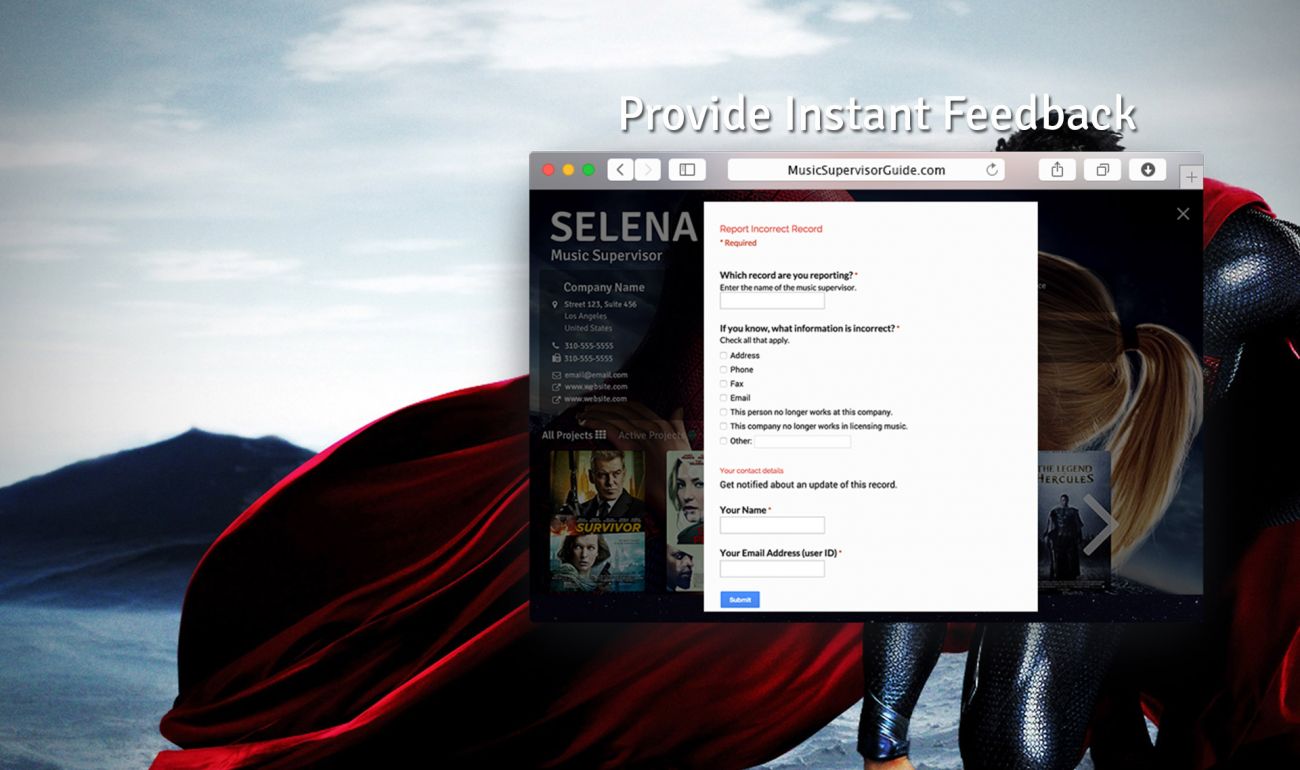 Provide Instant Feedback
MusicSupervisorGuide.com
SELENA
Music Supervisor
Company Name
Street 123, Suite 456
Los Angeles
United States
310-555-5555
310-555-5555
email@email.com
www.website.com
www.website.com
All Projects
Active Projects
SURVIVOR
Report Incorrect Record
* Required
Which record are you reporting? *
Enter the name of the music supervisor.
If you know, what information is incorrect? *
Check all that apply.
Address
Phone
Fax
Email
This person no longer works at this company.
This company no longer works in licensing music.
Other:
Your contact details
Get notified about an update of this record.
Your Name *
Your Email Address (user ID) *
Submit
THE LEGEND
HERCULES